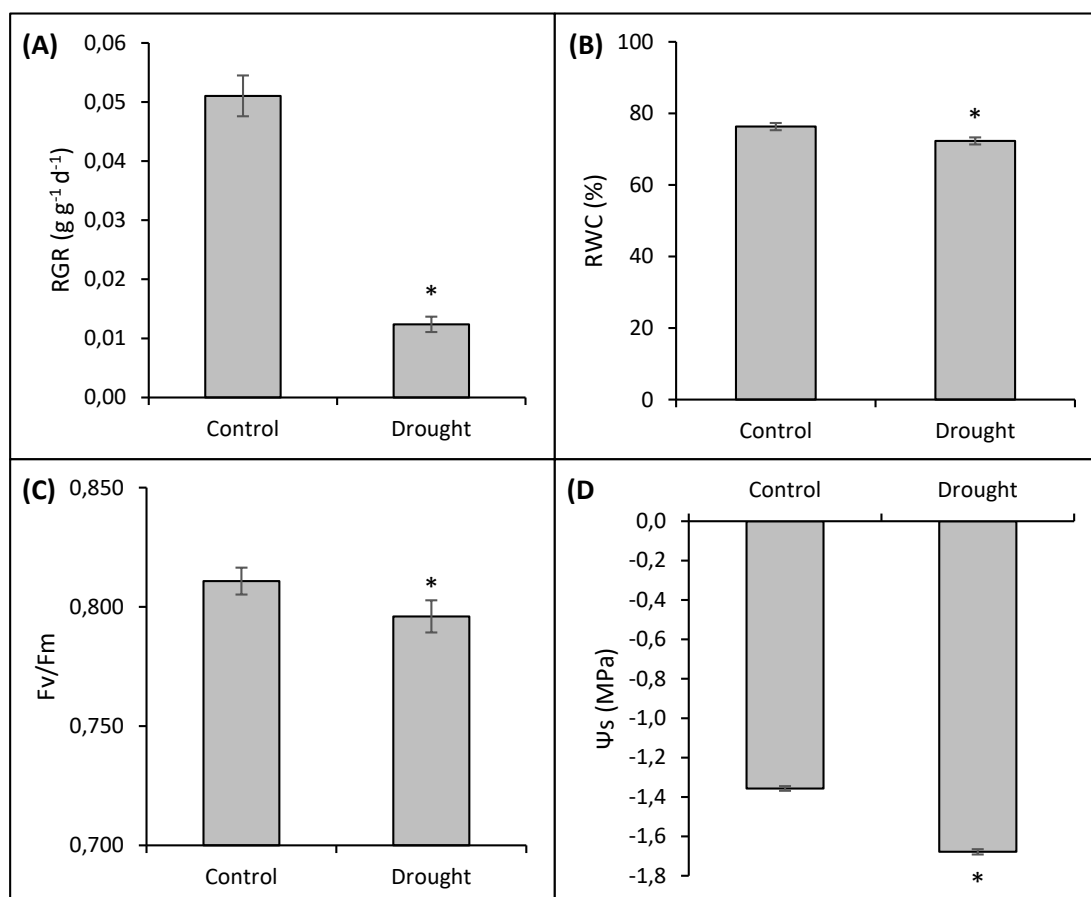 (A)
RGR (g g⁻¹ d⁻¹)
0,06
0,05
0,04
0,03
0,02
0,01
0,00
*
Control Drought
(B)
RWC (%)
100
80
60
40
20
0
*
Control Drought
(C)
Fv/Fm
0,850
0,800
0,750
0,700
*
Control Drought
(D
Control Drought
Ψs (MPa)
0,0
-0,2
-0,4
-0,6
-0,8
-1,0
-1,2
-1,4
-1,6
-1,8
*